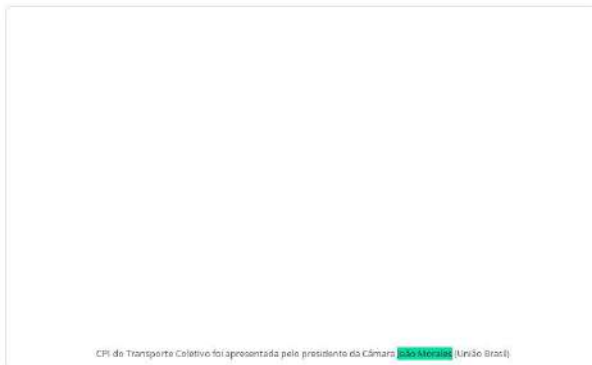 CPI do Transporte Coletivo foi apresentada pelo presidente da Câmara João Morales (União Brasil)